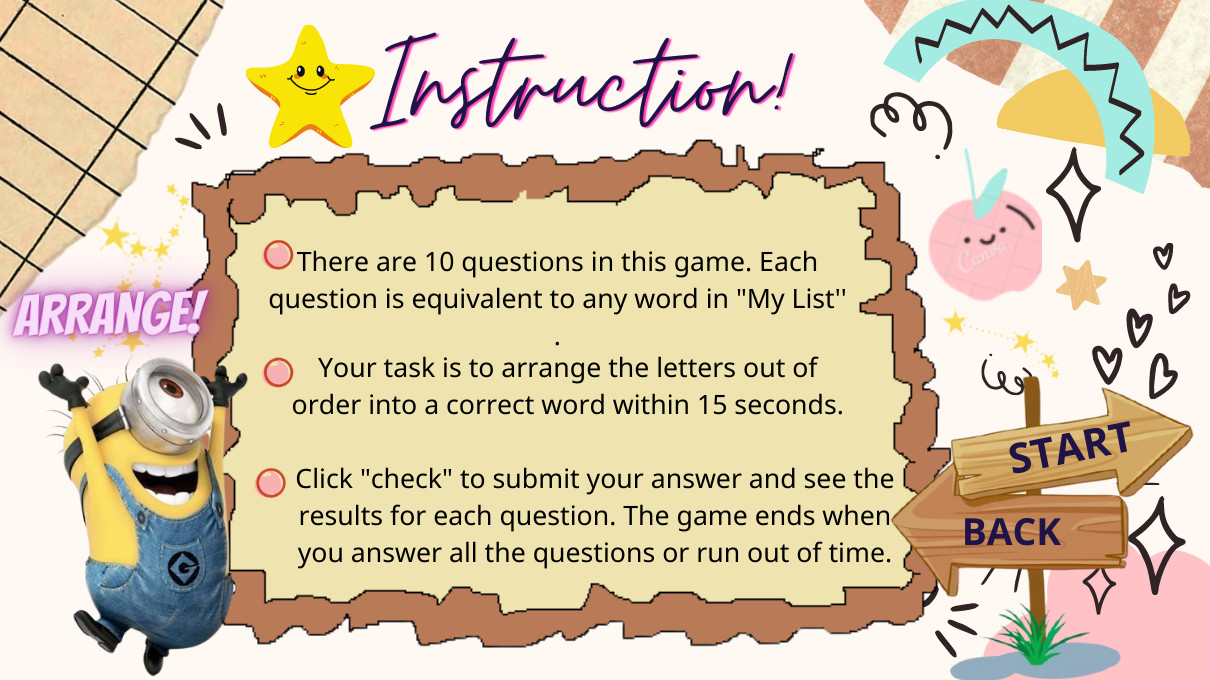 Instruction!
There are 10 questions in this game. Each
question is equivalent to any word in "My List''
.
Your task is to arrange the letters out of
order into a correct word within 15 seconds.
Click "check" to submit your answer and see the
results for each question. The game ends when
you answer all the questions or run out of time.
ARRANGE!
Canva
START
BACK